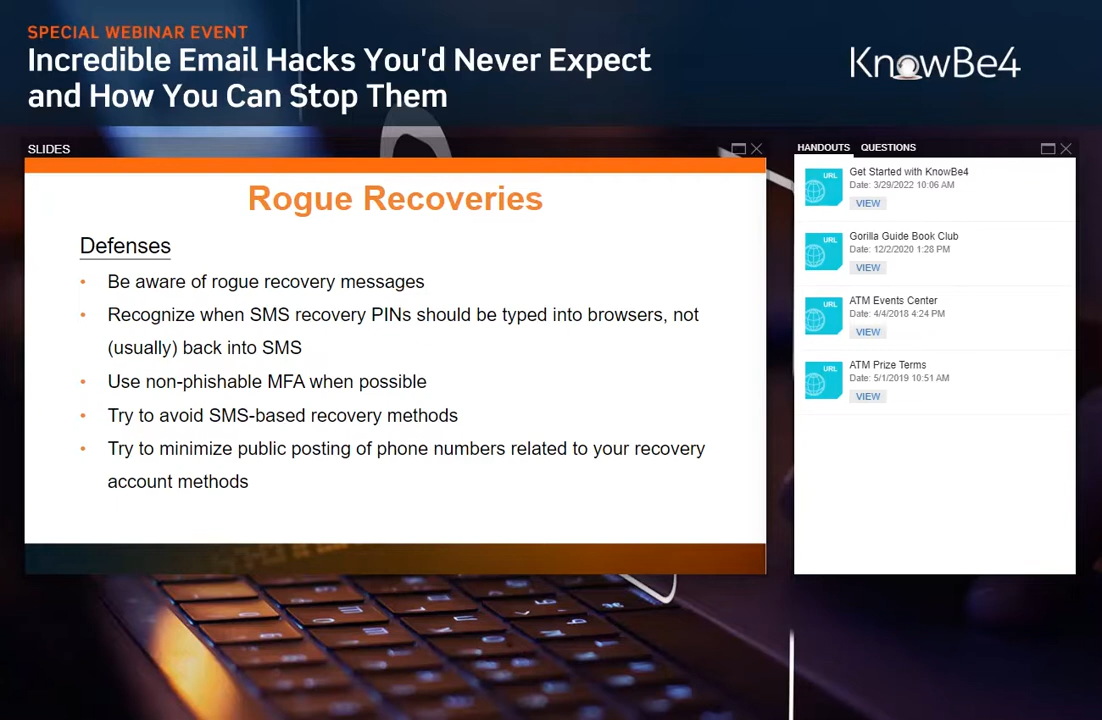 SPECIAL WEBINAR EVENT
Incredible Email Hacks You'd Never Expect
and How You Can Stop Them
KnowBe4
SLIDES
Rogue Recoveries
Defenses
• Be aware of rogue recovery messages
• Recognize when SMS recovery PINs should be typed into browsers, not
(usually) back into SMS
• Use non-phishable MFA when possible
• Try to avoid SMS-based recovery methods
• Try to minimize public posting of phone numbers related to your recovery
account methods
HANDOUTS QUESTIONS
URL
Get Started with KnowBe4
Date: 3/29/2022 10:06 AM
VIEW
URL
Gorilla Guide Book Club
Date: 12/2/2020 1:28 PM
VIEW
URL
ATM Events Center
Date: 4/4/2018 4:24 PM
VIEW
URL
ATM Prize Terms
Date: 5/1/2019 10:51 AM
VIEW